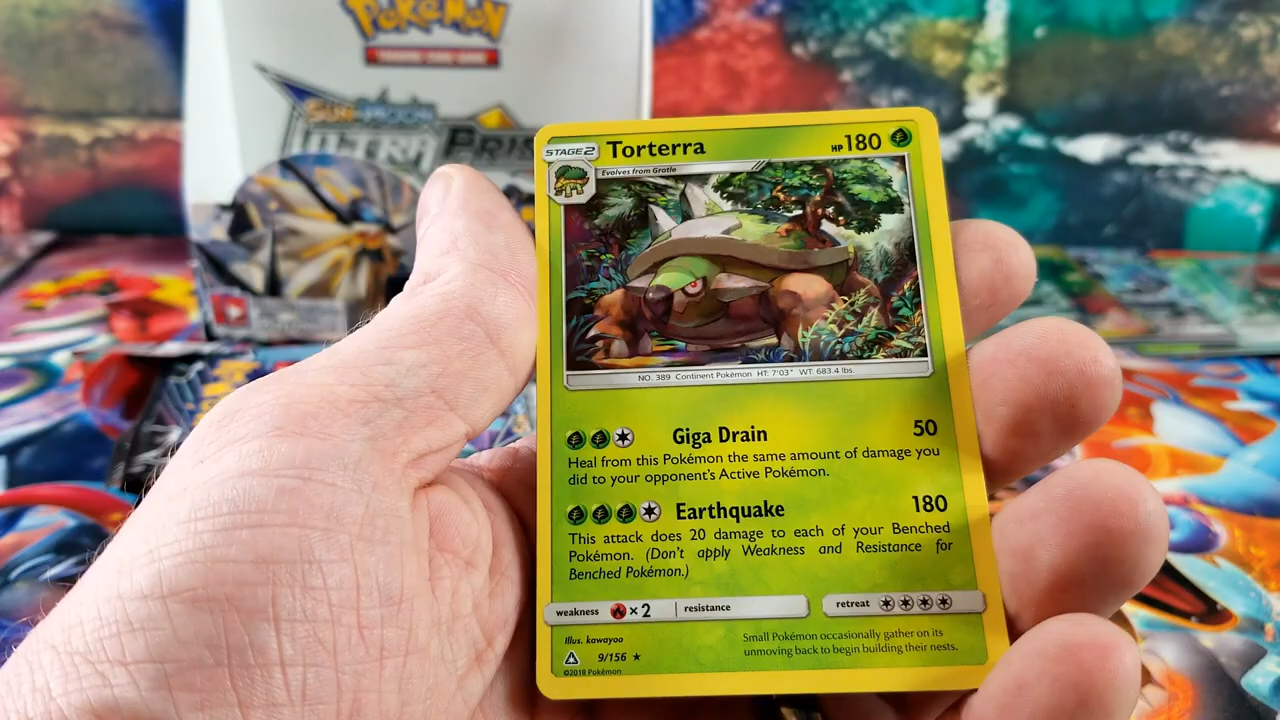 Pokémon
TRADING CARD GAME
SUN & MOON
ULTRA PRIS
STAGE 2 Torterra HP 180
Evolves from Grotle
NO. 389 Continent Pokémon HT: 7'03" WT: 683.4 lbs.
Giga Drain 50
Heal from this Pokémon the same amount of damage you
did to your opponent's Active Pokémon.
Earthquake 180
This attack does 20 damage to each of your Benched
Pokémon. (Don't apply Weakness and Resistance for
Benched Pokémon.)
weakness ×2 resistance retreat
Illus. kawayoo
9/156 ★
©2018 Pokémon
Small Pokémon occasionally gather on its
unmoving back to begin building their nests.